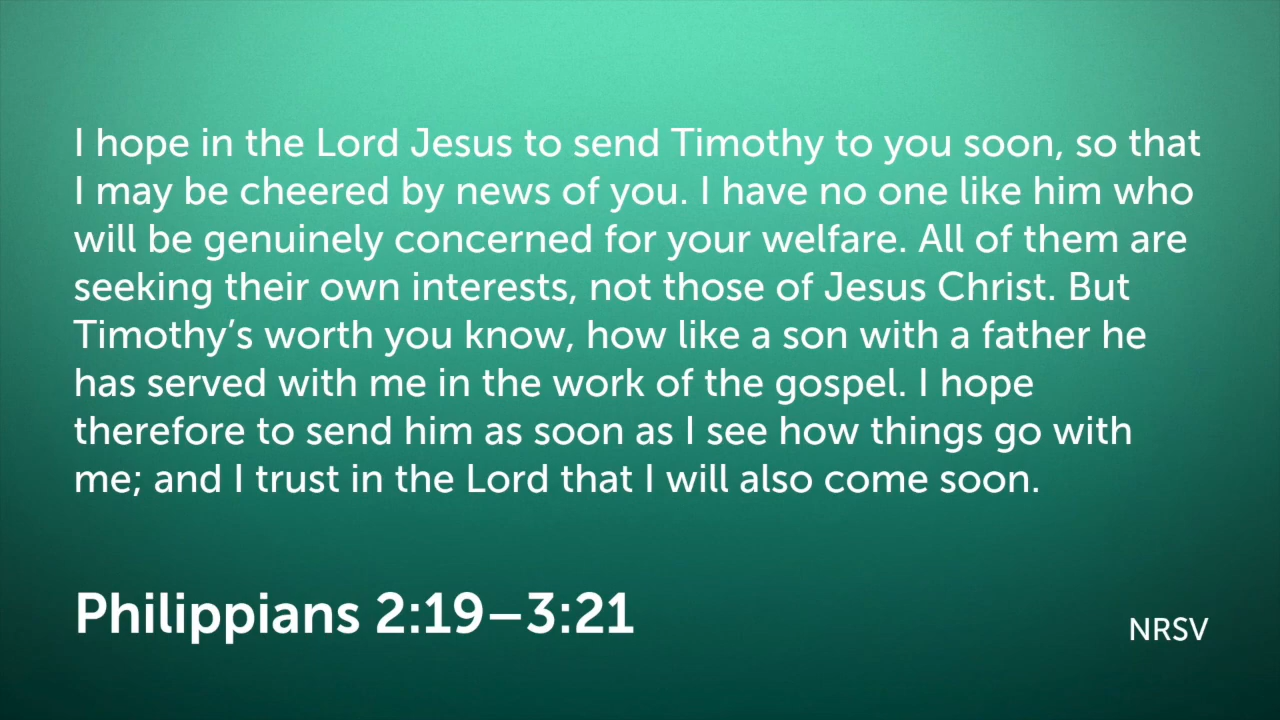 I hope in the Lord Jesus to send Timothy to you soon, so that
I may be cheered by news of you. I have no one like him who
will be genuinely concerned for your welfare. All of them are
seeking their own interests, not those of Jesus Christ. But
Timothy’s worth you know, how like a son with a father he
has served with me in the work of the gospel. I hope
therefore to send him as soon as I see how things go with
me; and I trust in the Lord that I will also come soon.
Philippians 2:19–3:21
NRSV